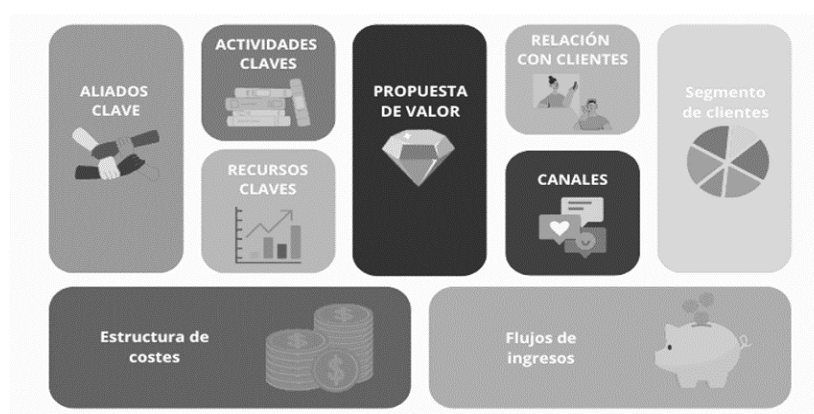 ALIADOS
CLAVE
ACTIVIDADES
CLAVES
RECURSOS
CLAVES
PROPUESTA
DE VALOR
RELACIÓN
CON CLIENTES
CANALES
Segmento
de clientes
Estructura de
costes
Flujos de
ingresos